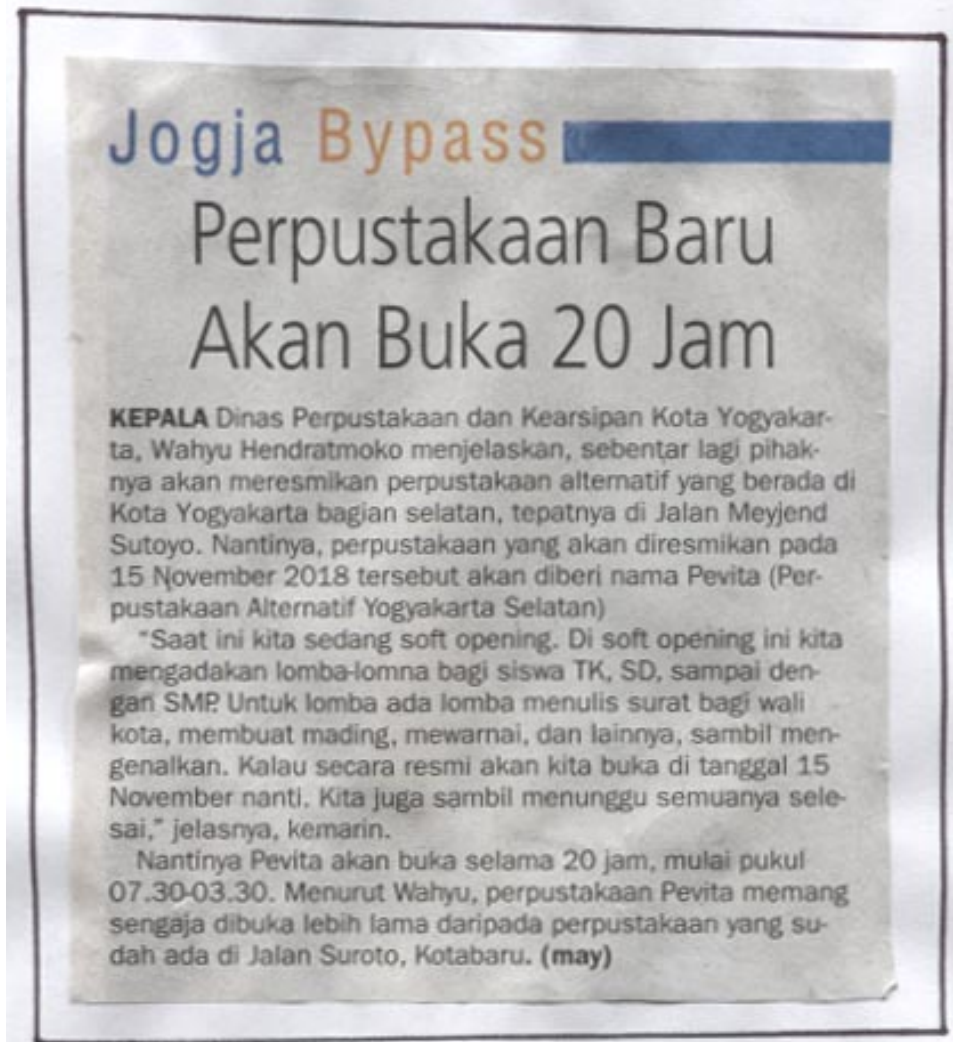 Jogja Bypass
Perpustakaan Baru
Akan Buka 20 Jam
KEPALA Dinas Perpustakaan dan Kearsipan Kota Yogyakar-
ta, Wahyu Hendratmoko menjelaskan, sebentar lagi pihak-
nya akan meresmikan perpustakaan alternatif yang berada di
Kota Yogyakarta bagian selatan, tepatnya di Jalan Meyjend
Sutoyo. Nantinya, perpustakaan yang akan diresmikan pada
15 November 2018 tersebut akan diberi nama Pevita (Per-
pustakaan Alternatif Yogyakarta Selatan)
"Saat ini kita sedang soft opening. Di soft opening ini kita
mengadakan lomba-lomna bagi siswa TK, SD, sampai den-
gan SMP. Untuk lomba ada lomba menulis surat bagi wali
kota, membuat mading, mewarnai, dan lainnya, sambil men-
genalkan. Kalau secara resmi akan kita buka di tanggal 15
November nanti. Kita juga sambil menunggu semuanya sele-
sai," jelasnya, kemarin.
Nantinya Pevita akan buka selama 20 jam, mulai pukul
07.30-03.30. Menurut Wahyu, perpustakaan Pevita memang
sengaja dibuka lebih lama daripada perpustakaan yang su-
dah ada di Jalan Suroto, Kotabaru. (may)